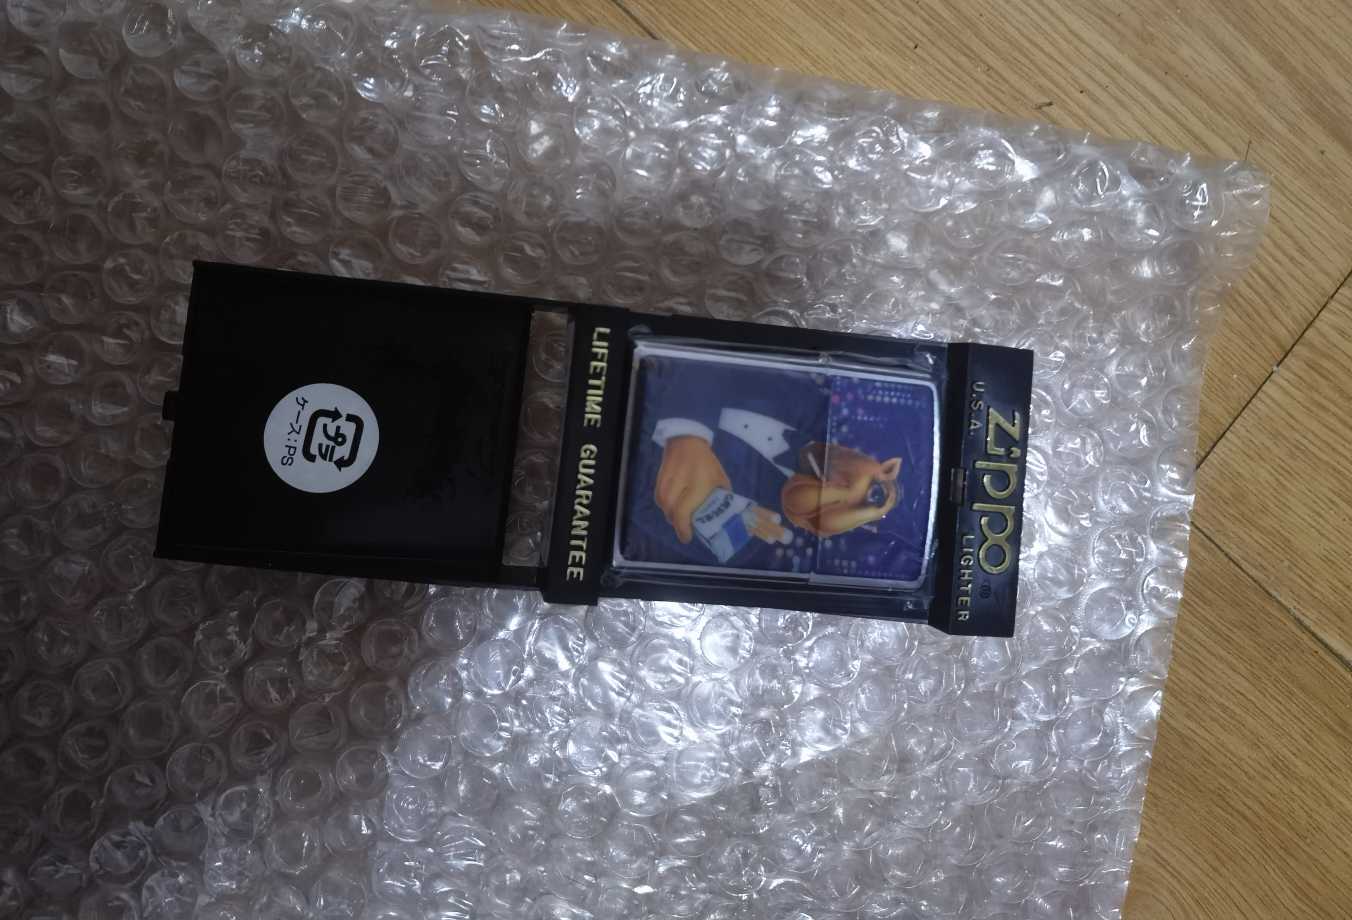 U.S.A.
Zippo®
LIGHTER
LIFETIME GUARANTEE
プラ
ケース:PS